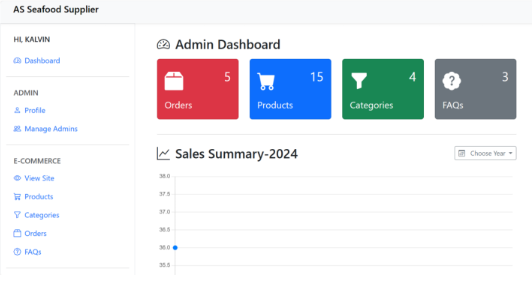 AS Seafood Supplier
HI, KALVIN
Dashboard
ADMIN
Profile
Manage Admins
E-COMMERCE
View Site
Products
Categories
Orders
FAQs
Admin Dashboard
5
Orders
15
Products
4
Categories
3
FAQs
Sales Summary-2024
Choose Year
38.0
37.5
37.0
36.5
36.0
35.5